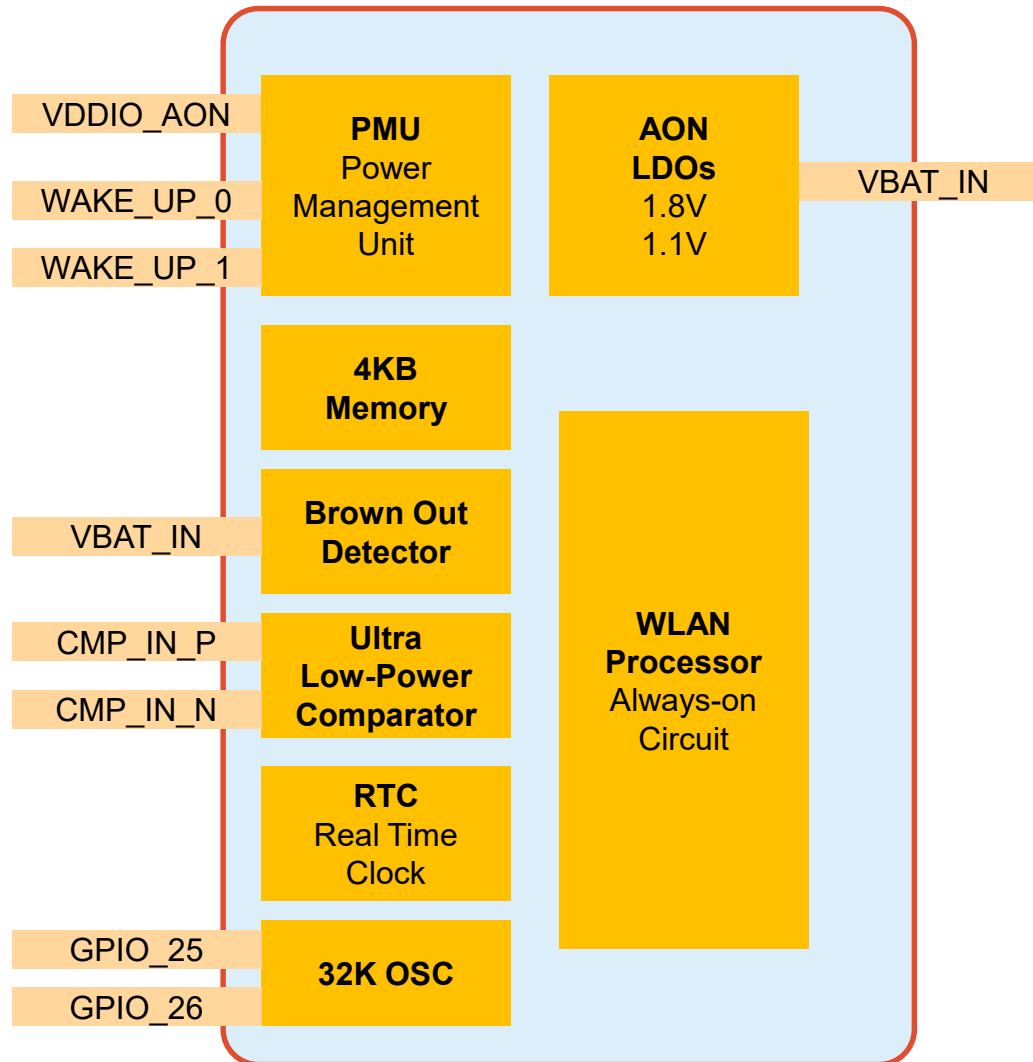 VDDIO_AON
WAKE_UP_0
WAKE_UP_1
PMU
Power
Management
Unit
AON
LDOs
1.8V
1.1V
VBAT_IN
4KB
Memory
VBAT_IN
Brown Out
Detector
CMP_IN_P
CMP_IN_N
Ultra
Low-Power
Comparator
WLAN
Processor
Always-on
Circuit
RTC
Real Time
Clock
GPIO_25
GPIO_26
32K OSC